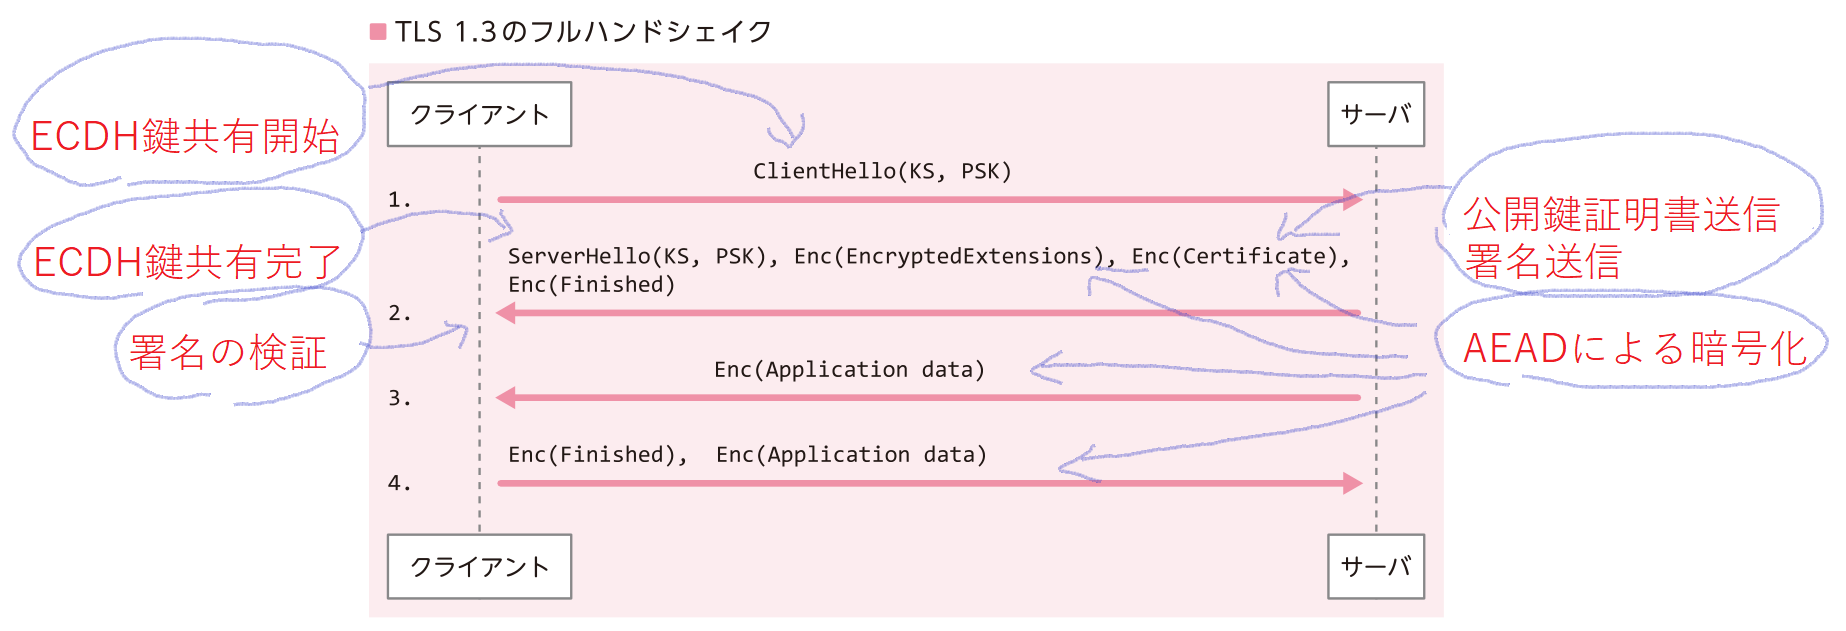 TLS 1.3のフルハンドシェイク
クライアント
サーバ
ECDH鍵共有開始
ClientHello(KS, PSK)
1.
公開鍵証明書送信
署名送信
ECDH鍵共有完了
ServerHello(KS, PSK), Enc(EncryptedExtensions), Enc(Certificate),
Enc(Finished)
2.
署名の検証
AEADによる暗号化
Enc(Application data)
3.
Enc(Finished), Enc(Application data)
4.
クライアント
サーバ